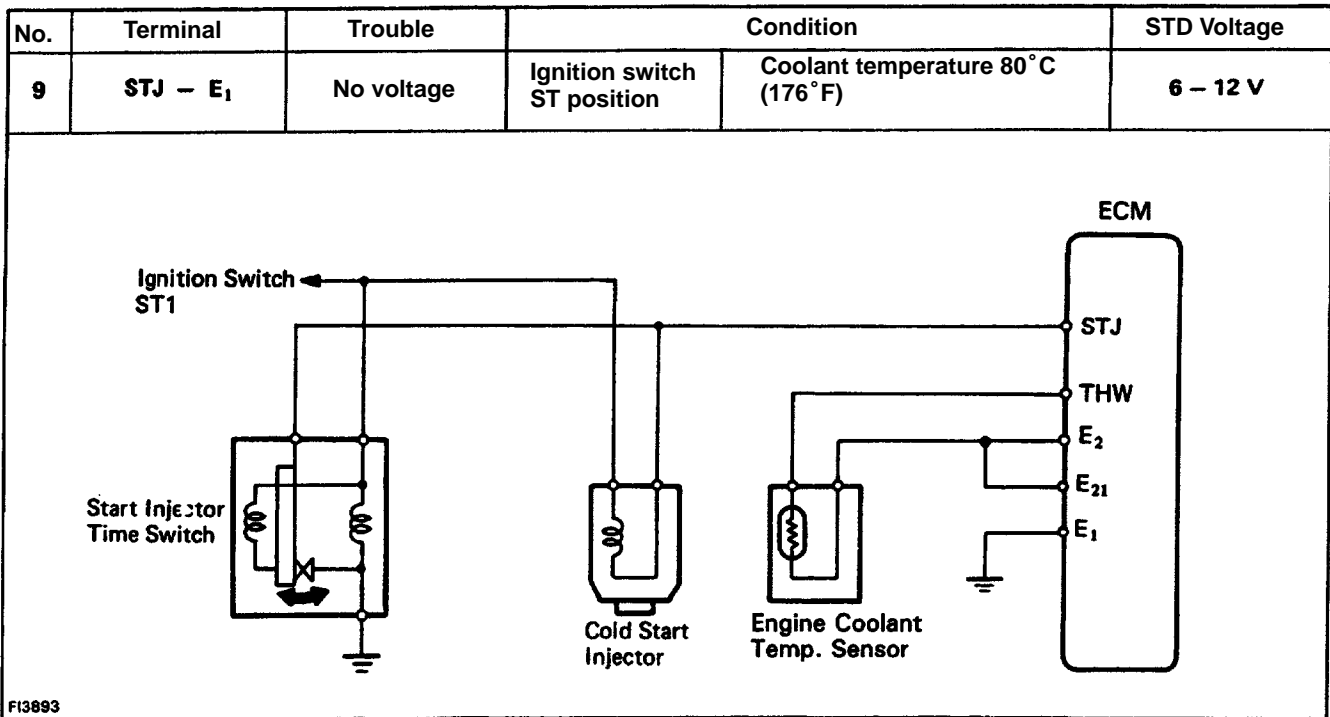 No. Terminal Trouble Condition STD Voltage
9 STJ – E₁ No voltage Ignition switch ST position Coolant temperature 80°C (176°F) 6 – 12 V
ECM
Ignition Switch
ST1
STJ
THW
E₂
E₂₁
E₁
Start Injector
Time Switch
Cold Start
Injector
Engine Coolant
Temp. Sensor
FI3893